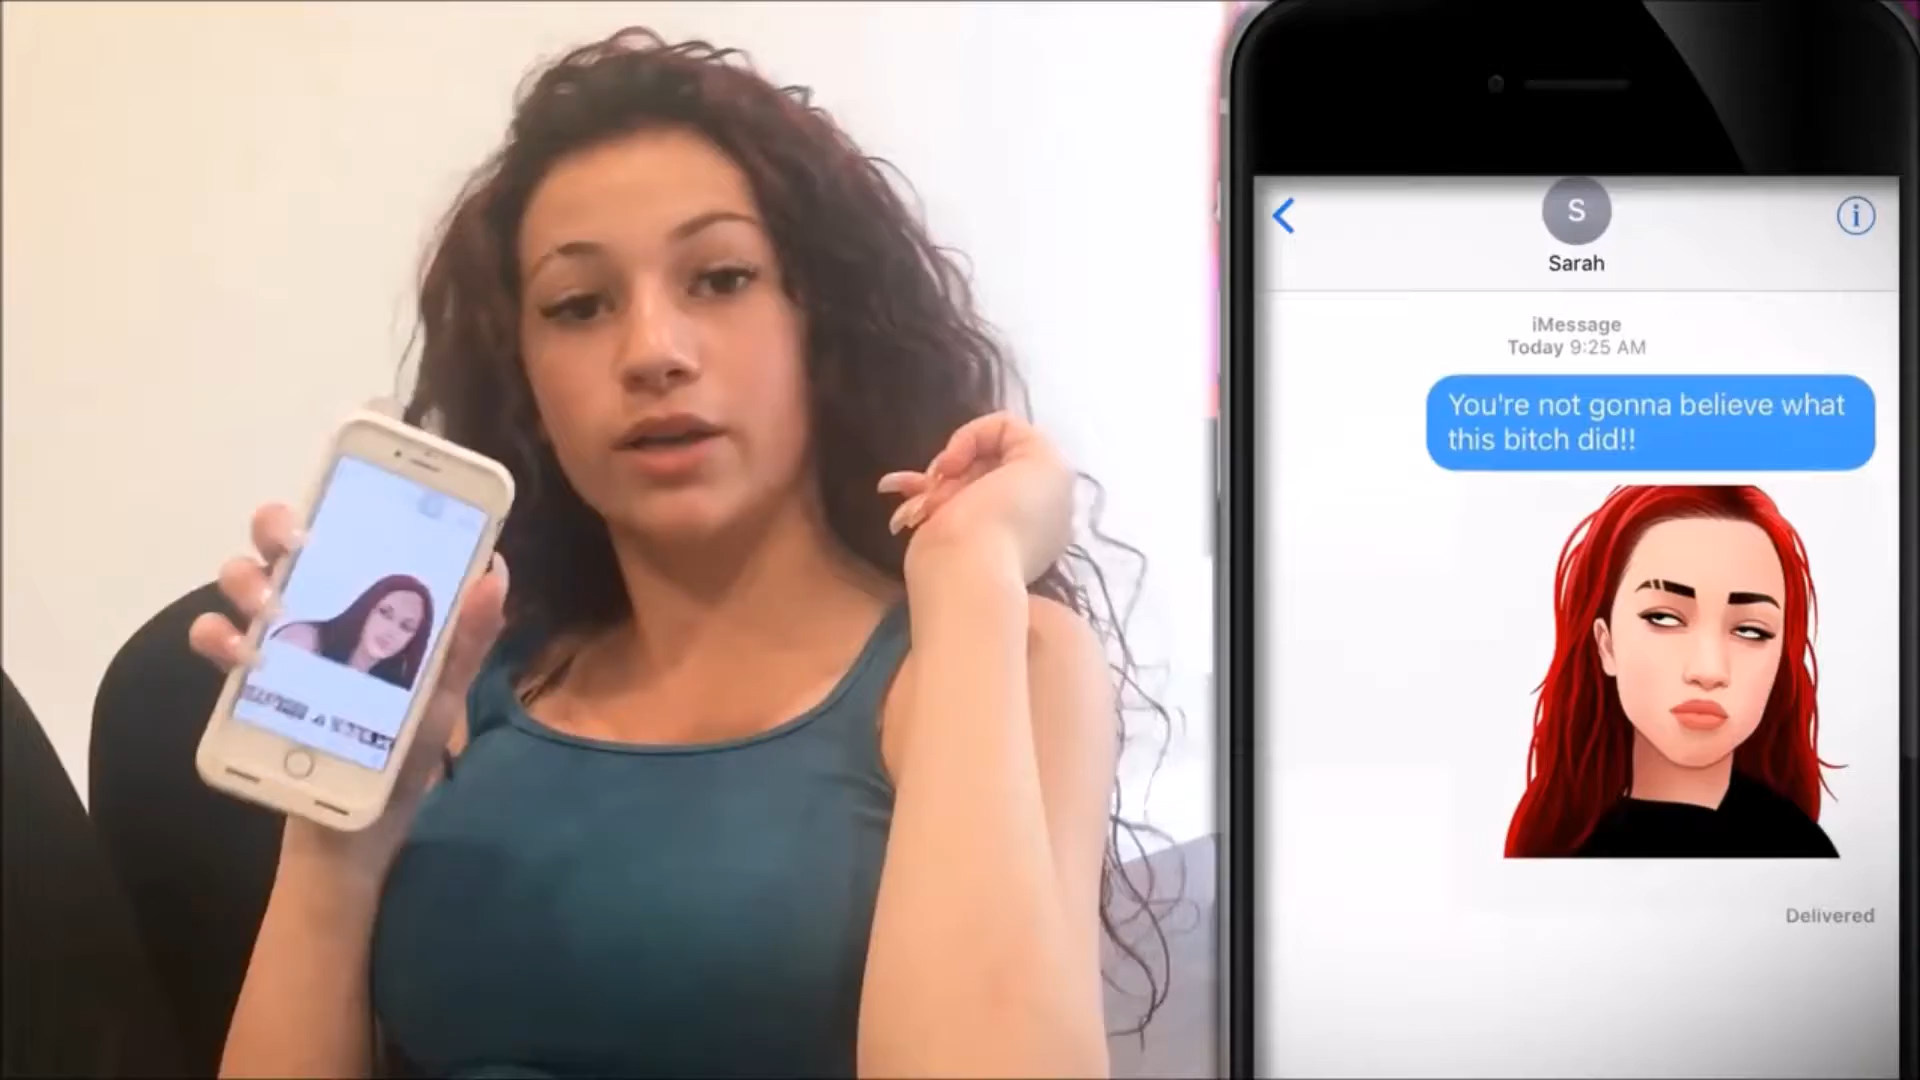 S
Sarah
iMessage
Today 9:25 AM
You're not gonna believe what
this bitch did!!
Delivered